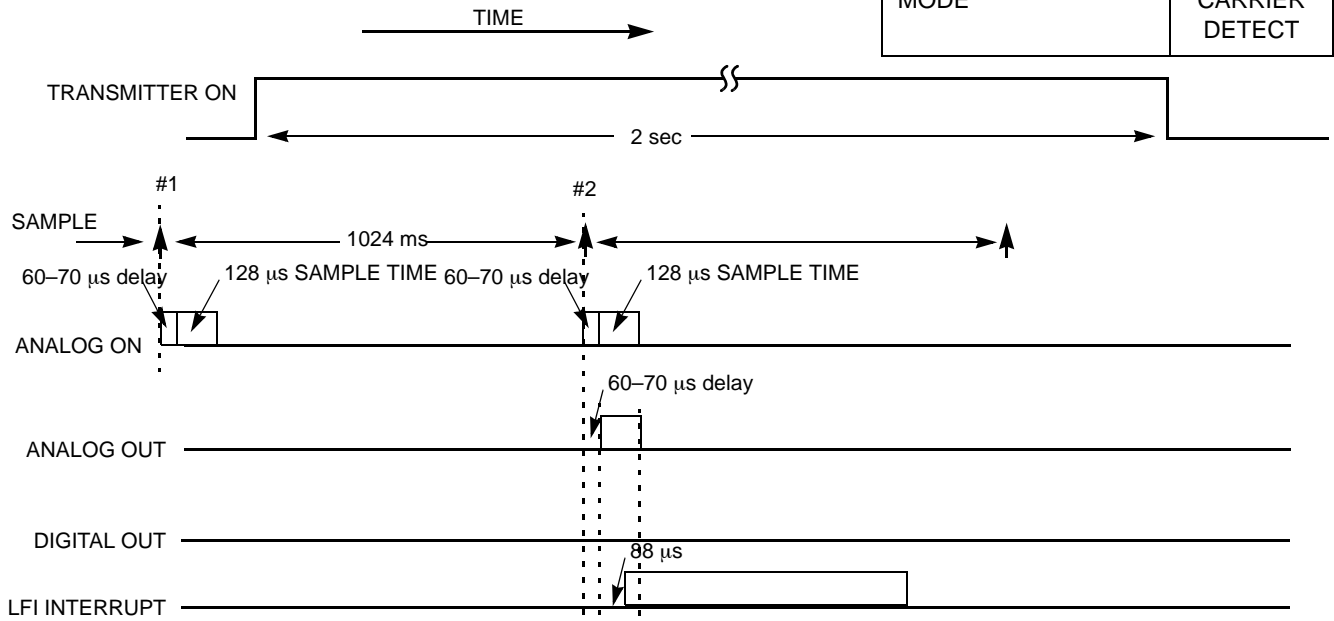 MODE
CARRIER
DETECT
TIME
TRANSMITTER ON
2 sec
#1
#2
SAMPLE
1024 ms
60–70 μs delay
128 μs SAMPLE TIME
60–70 μs delay
128 μs SAMPLE TIME
ANALOG ON
60–70 μs delay
ANALOG OUT
DIGITAL OUT
88 μs
LFI INTERRUPT